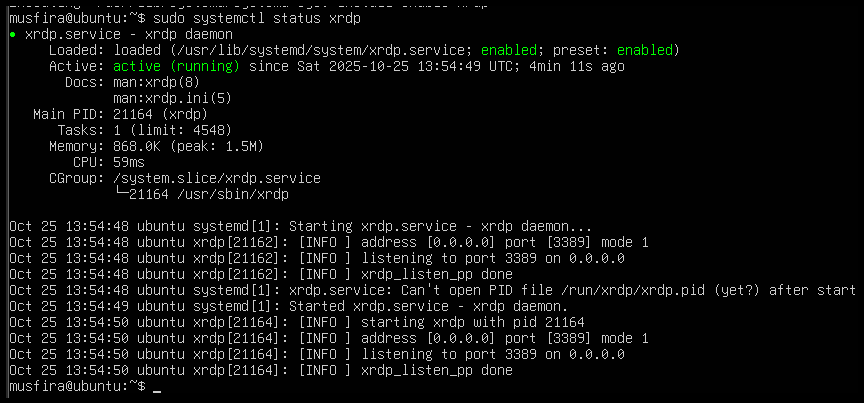 musfira@ubuntu:~$ sudo systemctl status xrdp
● xrdp.service - xrdp daemon
     Loaded: loaded (/usr/lib/systemd/system/xrdp.service; enabled; preset: enabled)
     Active: active (running) since Sat 2025-10-25 13:54:49 UTC; 4min 11s ago
       Docs: man:xrdp(8)
             man:xrdp.ini(5)
   Main PID: 21164 (xrdp)
      Tasks: 1 (limit: 4548)
     Memory: 868.0K (peak: 1.5M)
        CPU: 59ms
     CGroup: /system.slice/xrdp.service
             └─21164 /usr/sbin/xrdp
Oct 25 13:54:48 ubuntu systemd[1]: Starting xrdp.service - xrdp daemon...
Oct 25 13:54:48 ubuntu xrdp[21162]: [INFO ] address [0.0.0.0] port [3389] mode 1
Oct 25 13:54:48 ubuntu xrdp[21162]: [INFO ] listening to port 3389 on 0.0.0.0
Oct 25 13:54:48 ubuntu xrdp[21162]: [INFO ] xrdp_listen_pp done
Oct 25 13:54:48 ubuntu systemd[1]: xrdp.service: Can't open PID file /run/xrdp/xrdp.pid (yet?) after start
Oct 25 13:54:49 ubuntu systemd[1]: Started xrdp.service - xrdp daemon.
Oct 25 13:54:50 ubuntu xrdp[21164]: [INFO ] starting xrdp with pid 21164
Oct 25 13:54:50 ubuntu xrdp[21164]: [INFO ] address [0.0.0.0] port [3389] mode 1
Oct 25 13:54:50 ubuntu xrdp[21164]: [INFO ] listening to port 3389 on 0.0.0.0
Oct 25 13:54:50 ubuntu xrdp[21164]: [INFO ] xrdp_listen_pp done
musfira@ubuntu:~$ _